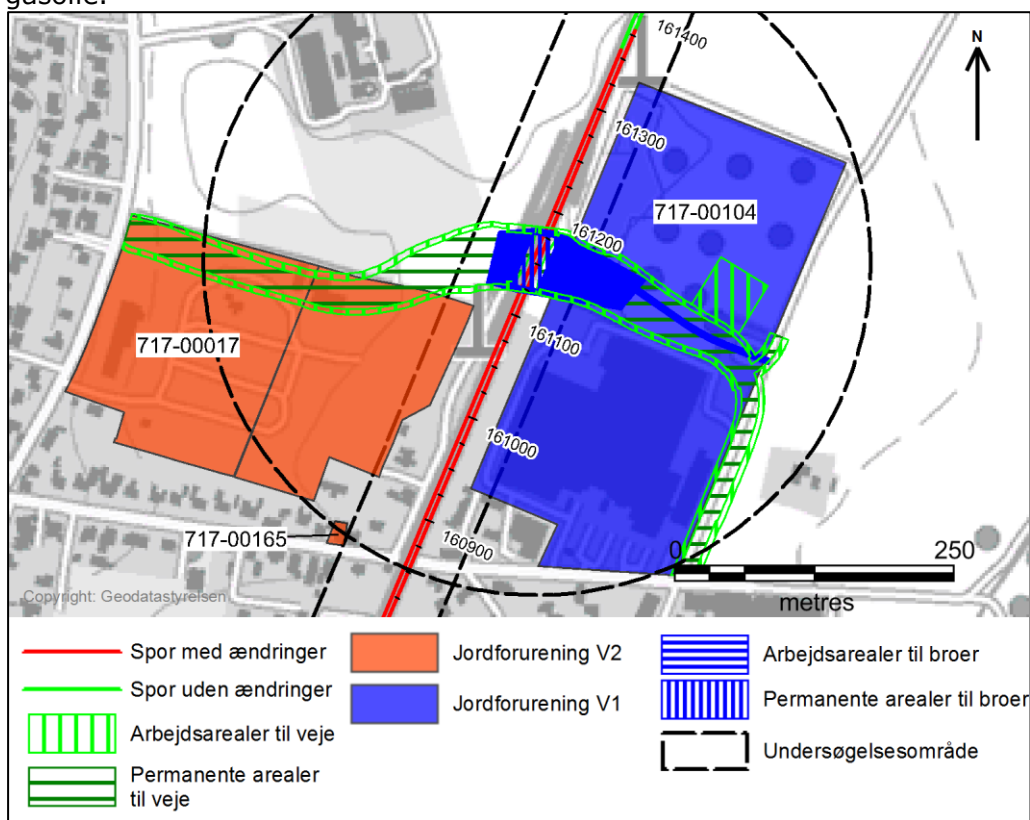 gasolie.
161400
N
161300
717-00104
161200
161100
717-00017
161000
717-00165
160900
0
250
metres
Copyright: Geodatastyrelsen
Spor med ændringer
Spor uden ændringer
Arbejdsarealer til veje
Permanente arealer
til veje
Jordforurening V2
Jordforurening V1
Arbejdsarealer til broer
Permanente arealer til broer
Undersøgelsesområde